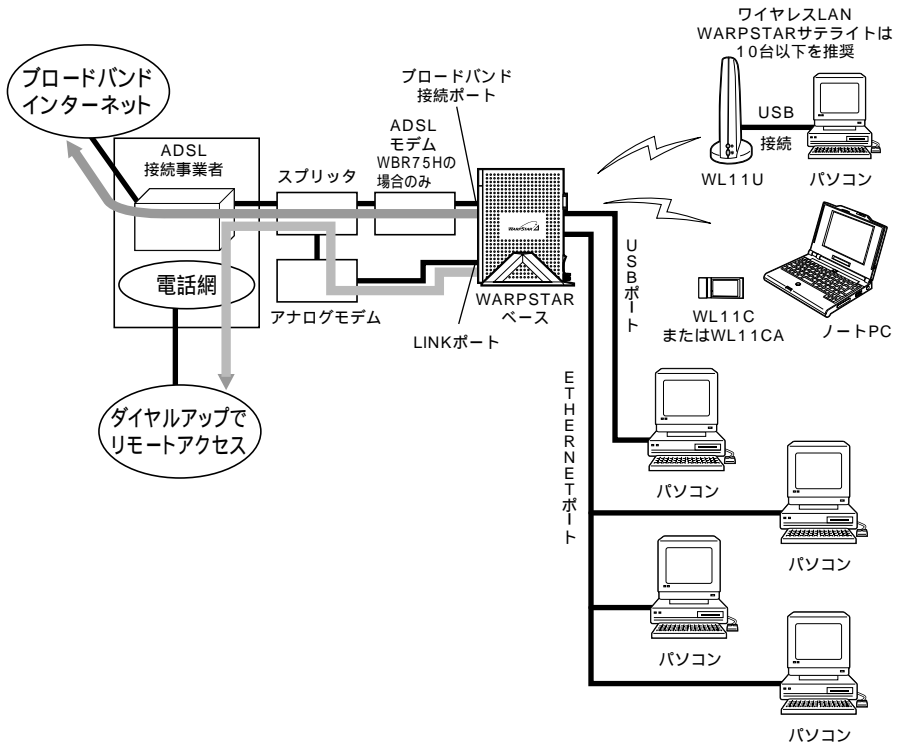 ワイヤレスLAN
WARPSTARサテライトは
10台以下を推奨
ブロードバンド
インターネット
ブロードバンド
接続ポート
ADSL
モデム
WBR75Hの
場合のみ
USB
接続
ADSL
接続事業者
スプリッタ
WL11U
パソコン
WARPSTAR
電話網
アナログモデム
WARPSTAR
ベース
USBポート
WL11C
またはWL11CA
ノートPC
LINKポート
ETHERNETポート
ダイヤルアップで
リモートアクセス
パソコン
パソコン
パソコン
パソコン